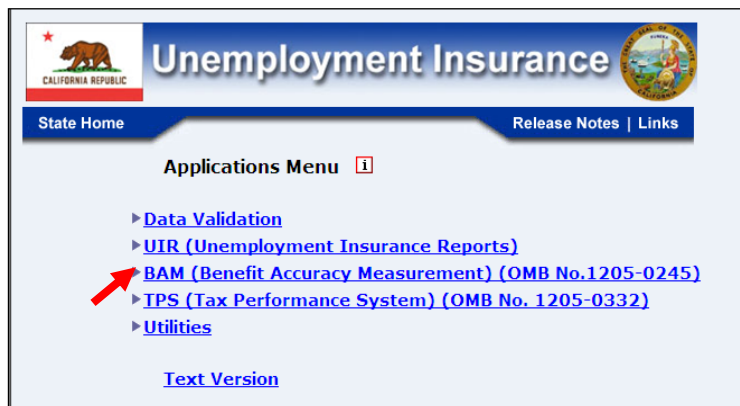 CALIFORNIA REPUBLIC
Unemployment Insurance
State Home
Release Notes | Links
Applications Menu i
Data Validation
UIR (Unemployment Insurance Reports)
BAM (Benefit Accuracy Measurement) (OMB No.1205-0245)
TPS (Tax Performance System) (OMB No. 1205-0332)
Utilities
Text Version